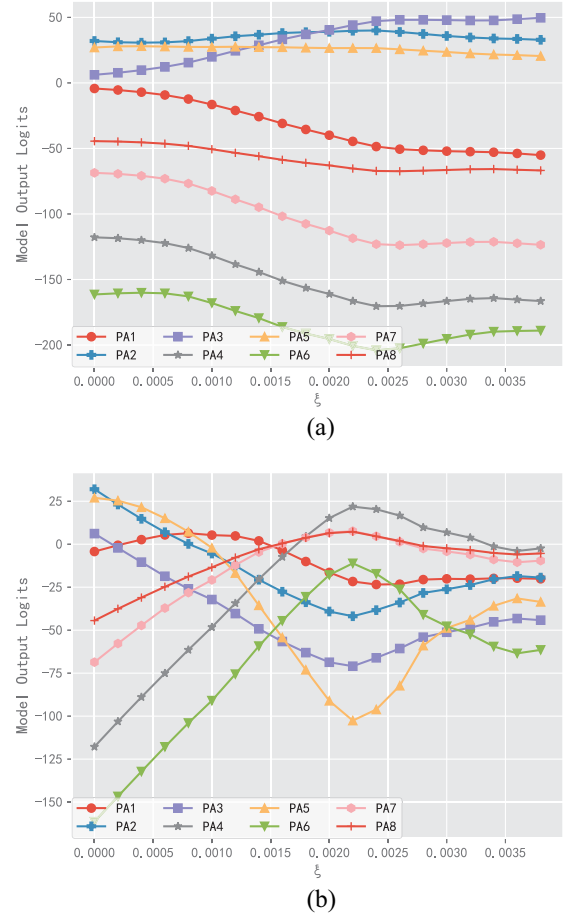 50
0
−50
−100
−150
−200
Model Output Logits
PA1 PA3 PA5 PA7
PA2 PA4 PA6 PA8
0.0000 0.0005 0.0010 0.0015 0.0020 0.0025 0.0030 0.0035
ξ
(a)
25
0
−25
−50
−75
−100
−125
−150
Model Output Logits
PA1 PA3 PA5 PA7
PA2 PA4 PA6 PA8
0.0000 0.0005 0.0010 0.0015 0.0020 0.0025 0.0030 0.0035
ξ
(b)